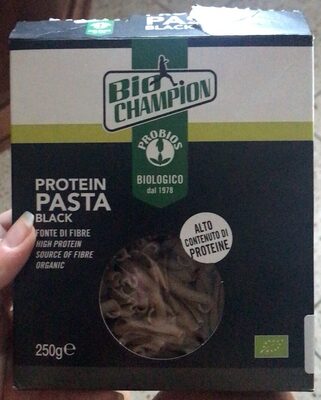 PASTA
BLACK
Bio
CHAMPION
PROBIOS
BIOLOGICO
dal 1978
PROTEIN
PASTA
BLACK
FONTE DI FIBRE
HIGH PROTEIN
SOURCE OF FIBRE
ORGANIC
ALTO
CONTENUTO DI
PROTEINE
250g℮